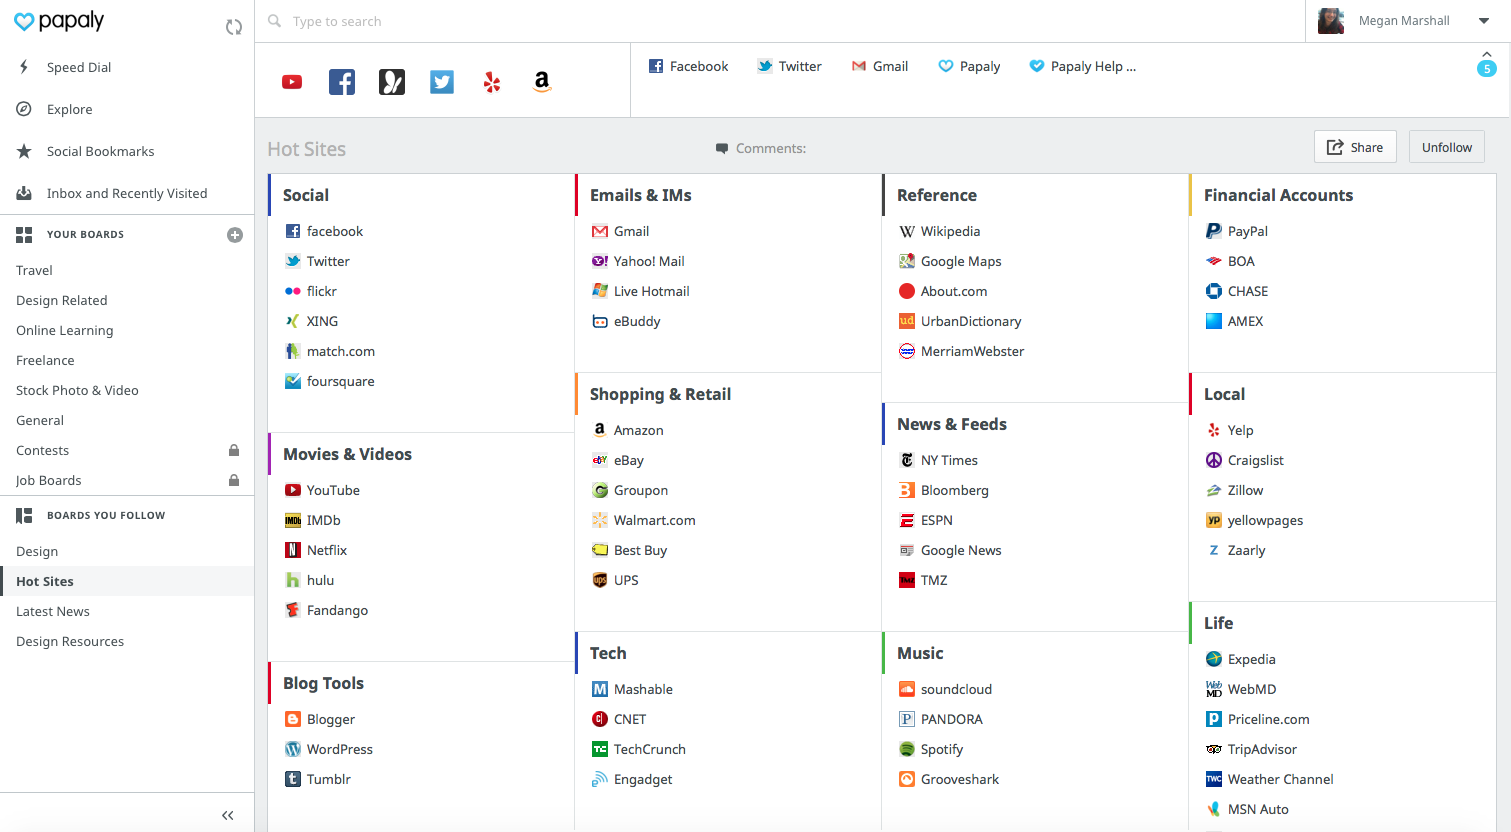 papaly
Type to search
Megan Marshall
Speed Dial
Explore
Social Bookmarks
Inbox and Recently Visited
YOUR BOARDS
Travel
Design Related
Online Learning
Freelance
Stock Photo & Video
General
Contests
Job Boards
BOARDS YOU FOLLOW
Design
Hot Sites
Latest News
Design Resources
Facebook
Twitter
Gmail
Papaly
Papaly Help ...
5
Hot Sites
Comments:
Share
Unfollow
Social
facebook
Twitter
flickr
XING
match.com
foursquare
Movies & Videos
YouTube
IMDb
Netflix
hulu
Fandango
Blog Tools
Blogger
WordPress
Tumblr
Emails & IMs
Gmail
Yahoo! Mail
Live Hotmail
eBuddy
Shopping & Retail
Amazon
eBay
Groupon
Walmart.com
Best Buy
UPS
Tech
Mashable
CNET
TechCrunch
Engadget
Reference
Wikipedia
Google Maps
About.com
UrbanDictionary
MerriamWebster
News & Feeds
NY Times
Bloomberg
ESPN
Google News
TMZ
Music
soundcloud
PANDORA
Spotify
Grooveshark
Financial Accounts
PayPal
BOA
CHASE
AMEX
Local
Yelp
Craigslist
Zillow
yellowpages
Zaarly
Life
Expedia
WebMD
Priceline.com
TripAdvisor
Weather Channel
MSN Auto